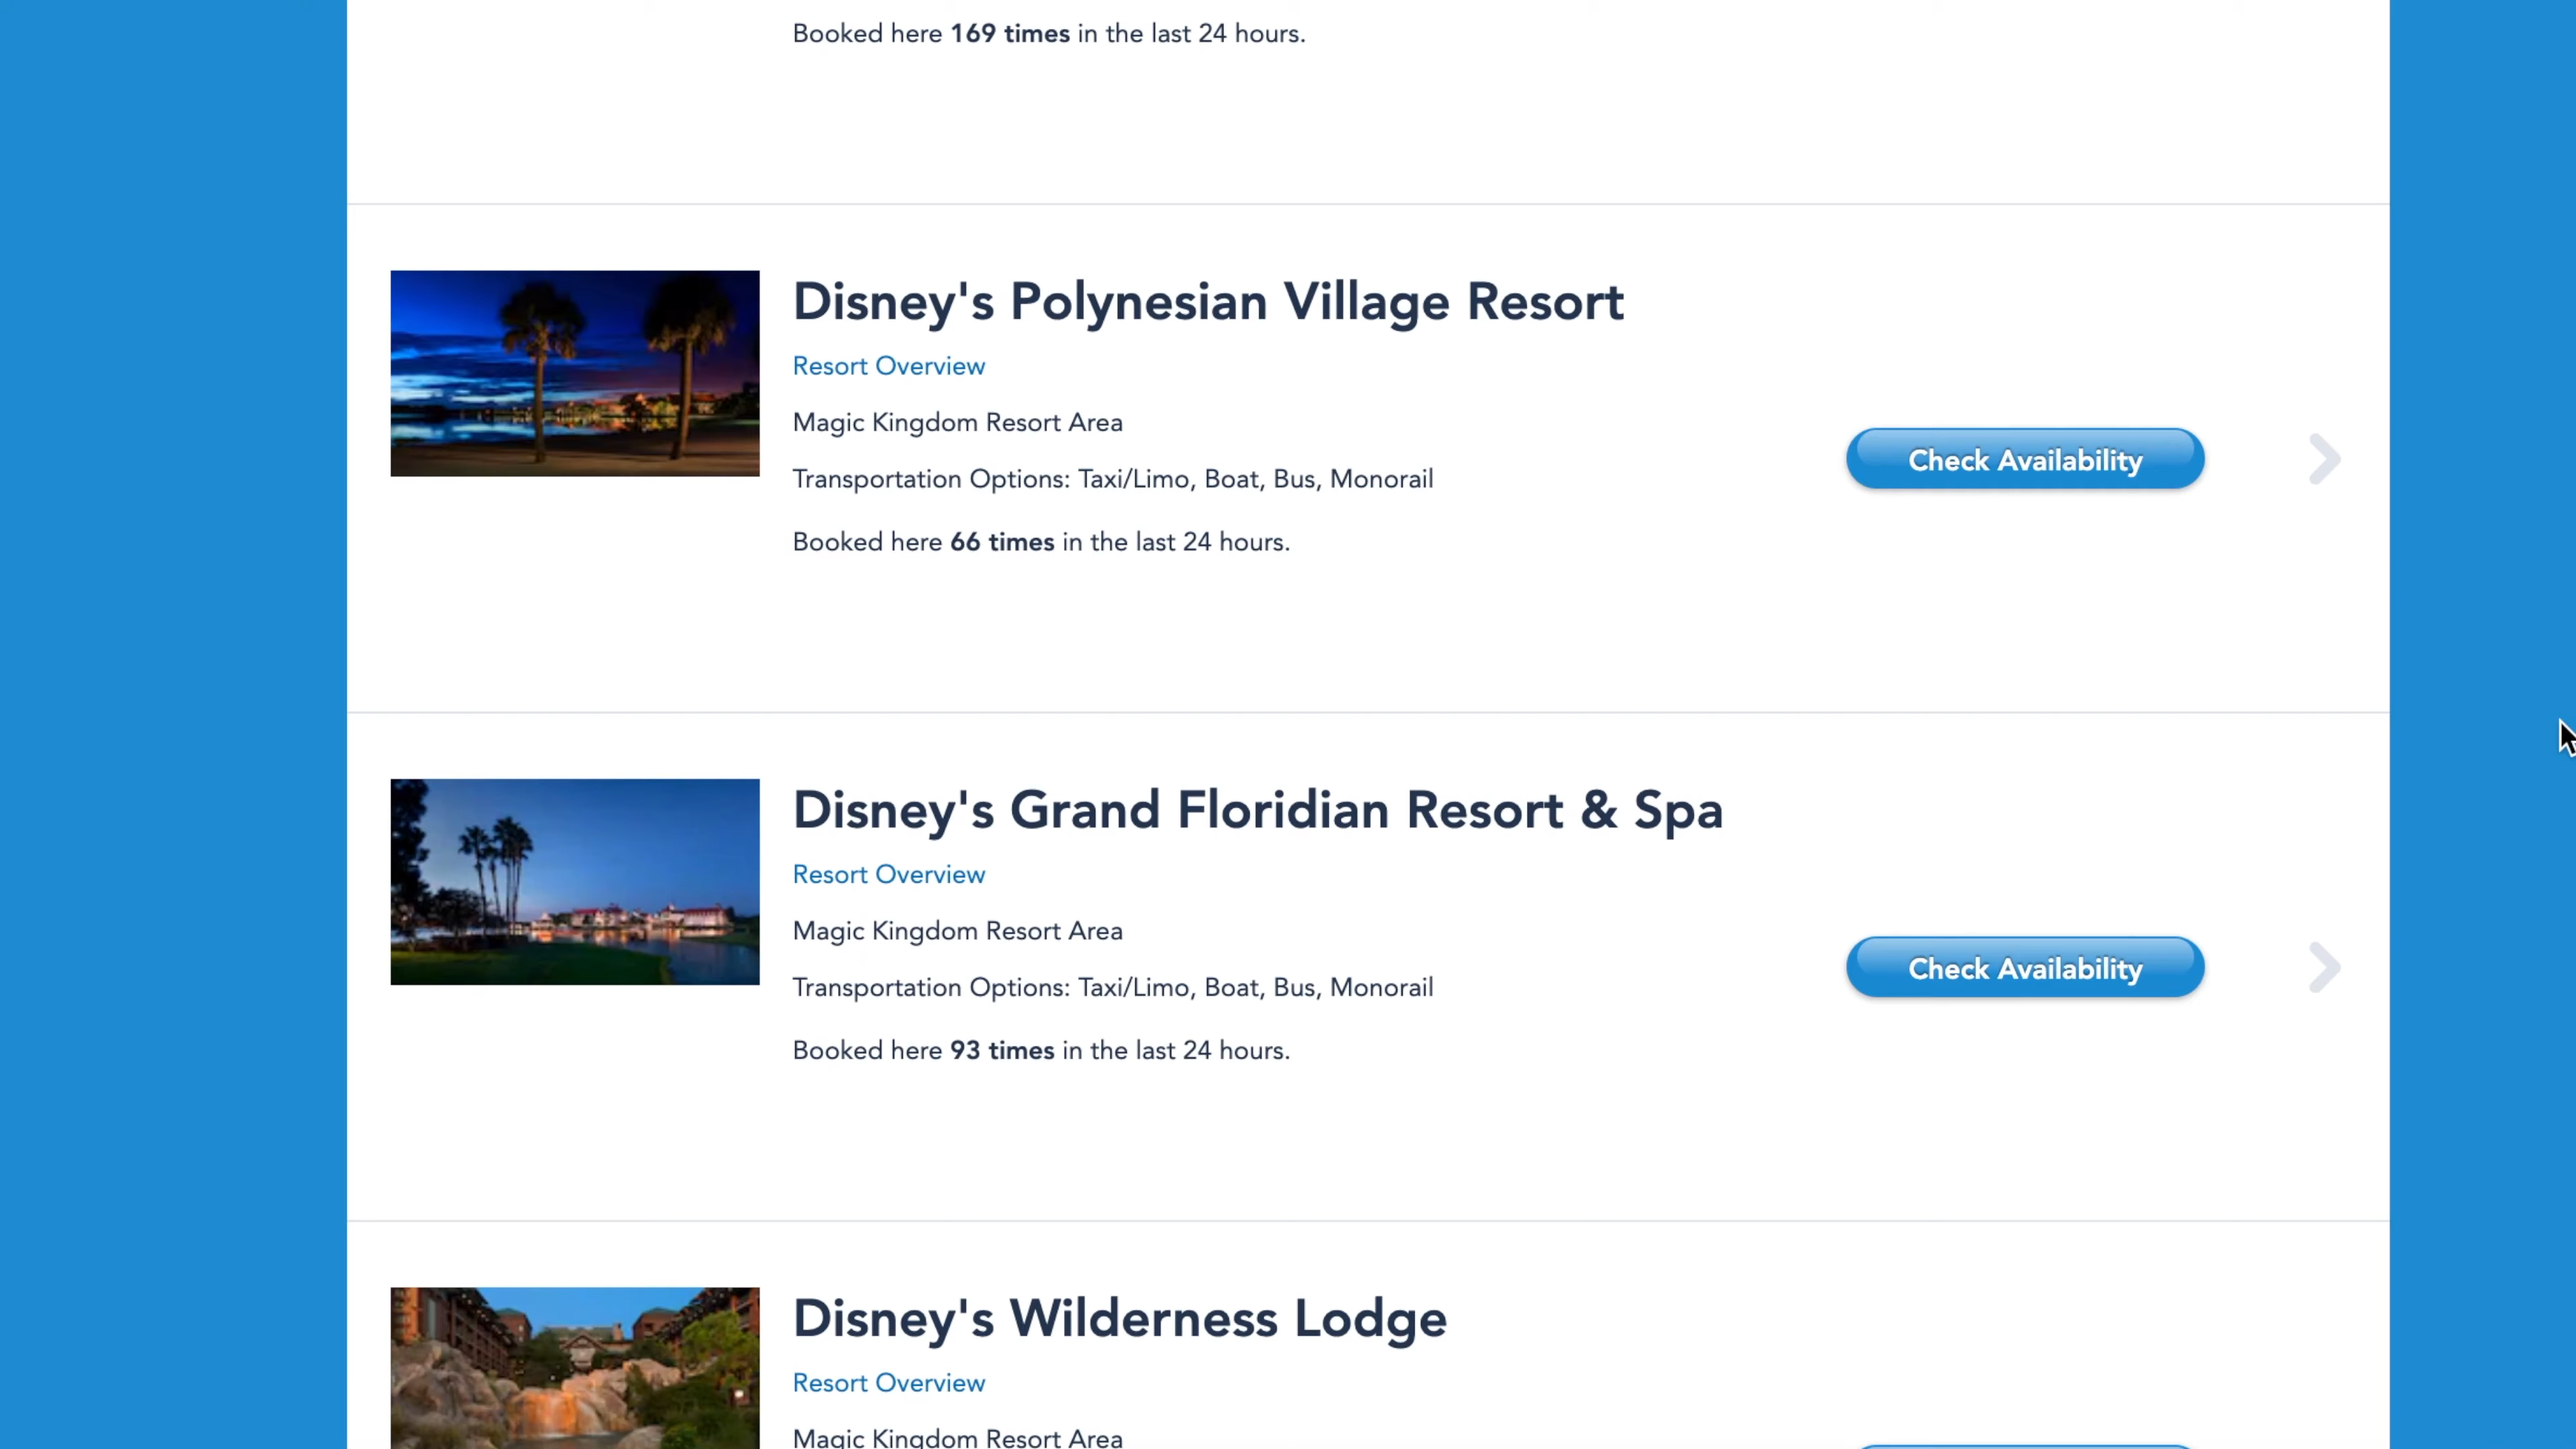 Booked here 169 times in the last 24 hours.
Disney's Polynesian Village Resort
Resort Overview
Magic Kingdom Resort Area
Transportation Options: Taxi/Limo, Boat, Bus, Monorail
Booked here 66 times in the last 24 hours.
Check Availability
Disney's Grand Floridian Resort & Spa
Resort Overview
Magic Kingdom Resort Area
Transportation Options: Taxi/Limo, Boat, Bus, Monorail
Booked here 93 times in the last 24 hours.
Check Availability
Disney's Wilderness Lodge
Resort Overview
Magic Kingdom Resort Area